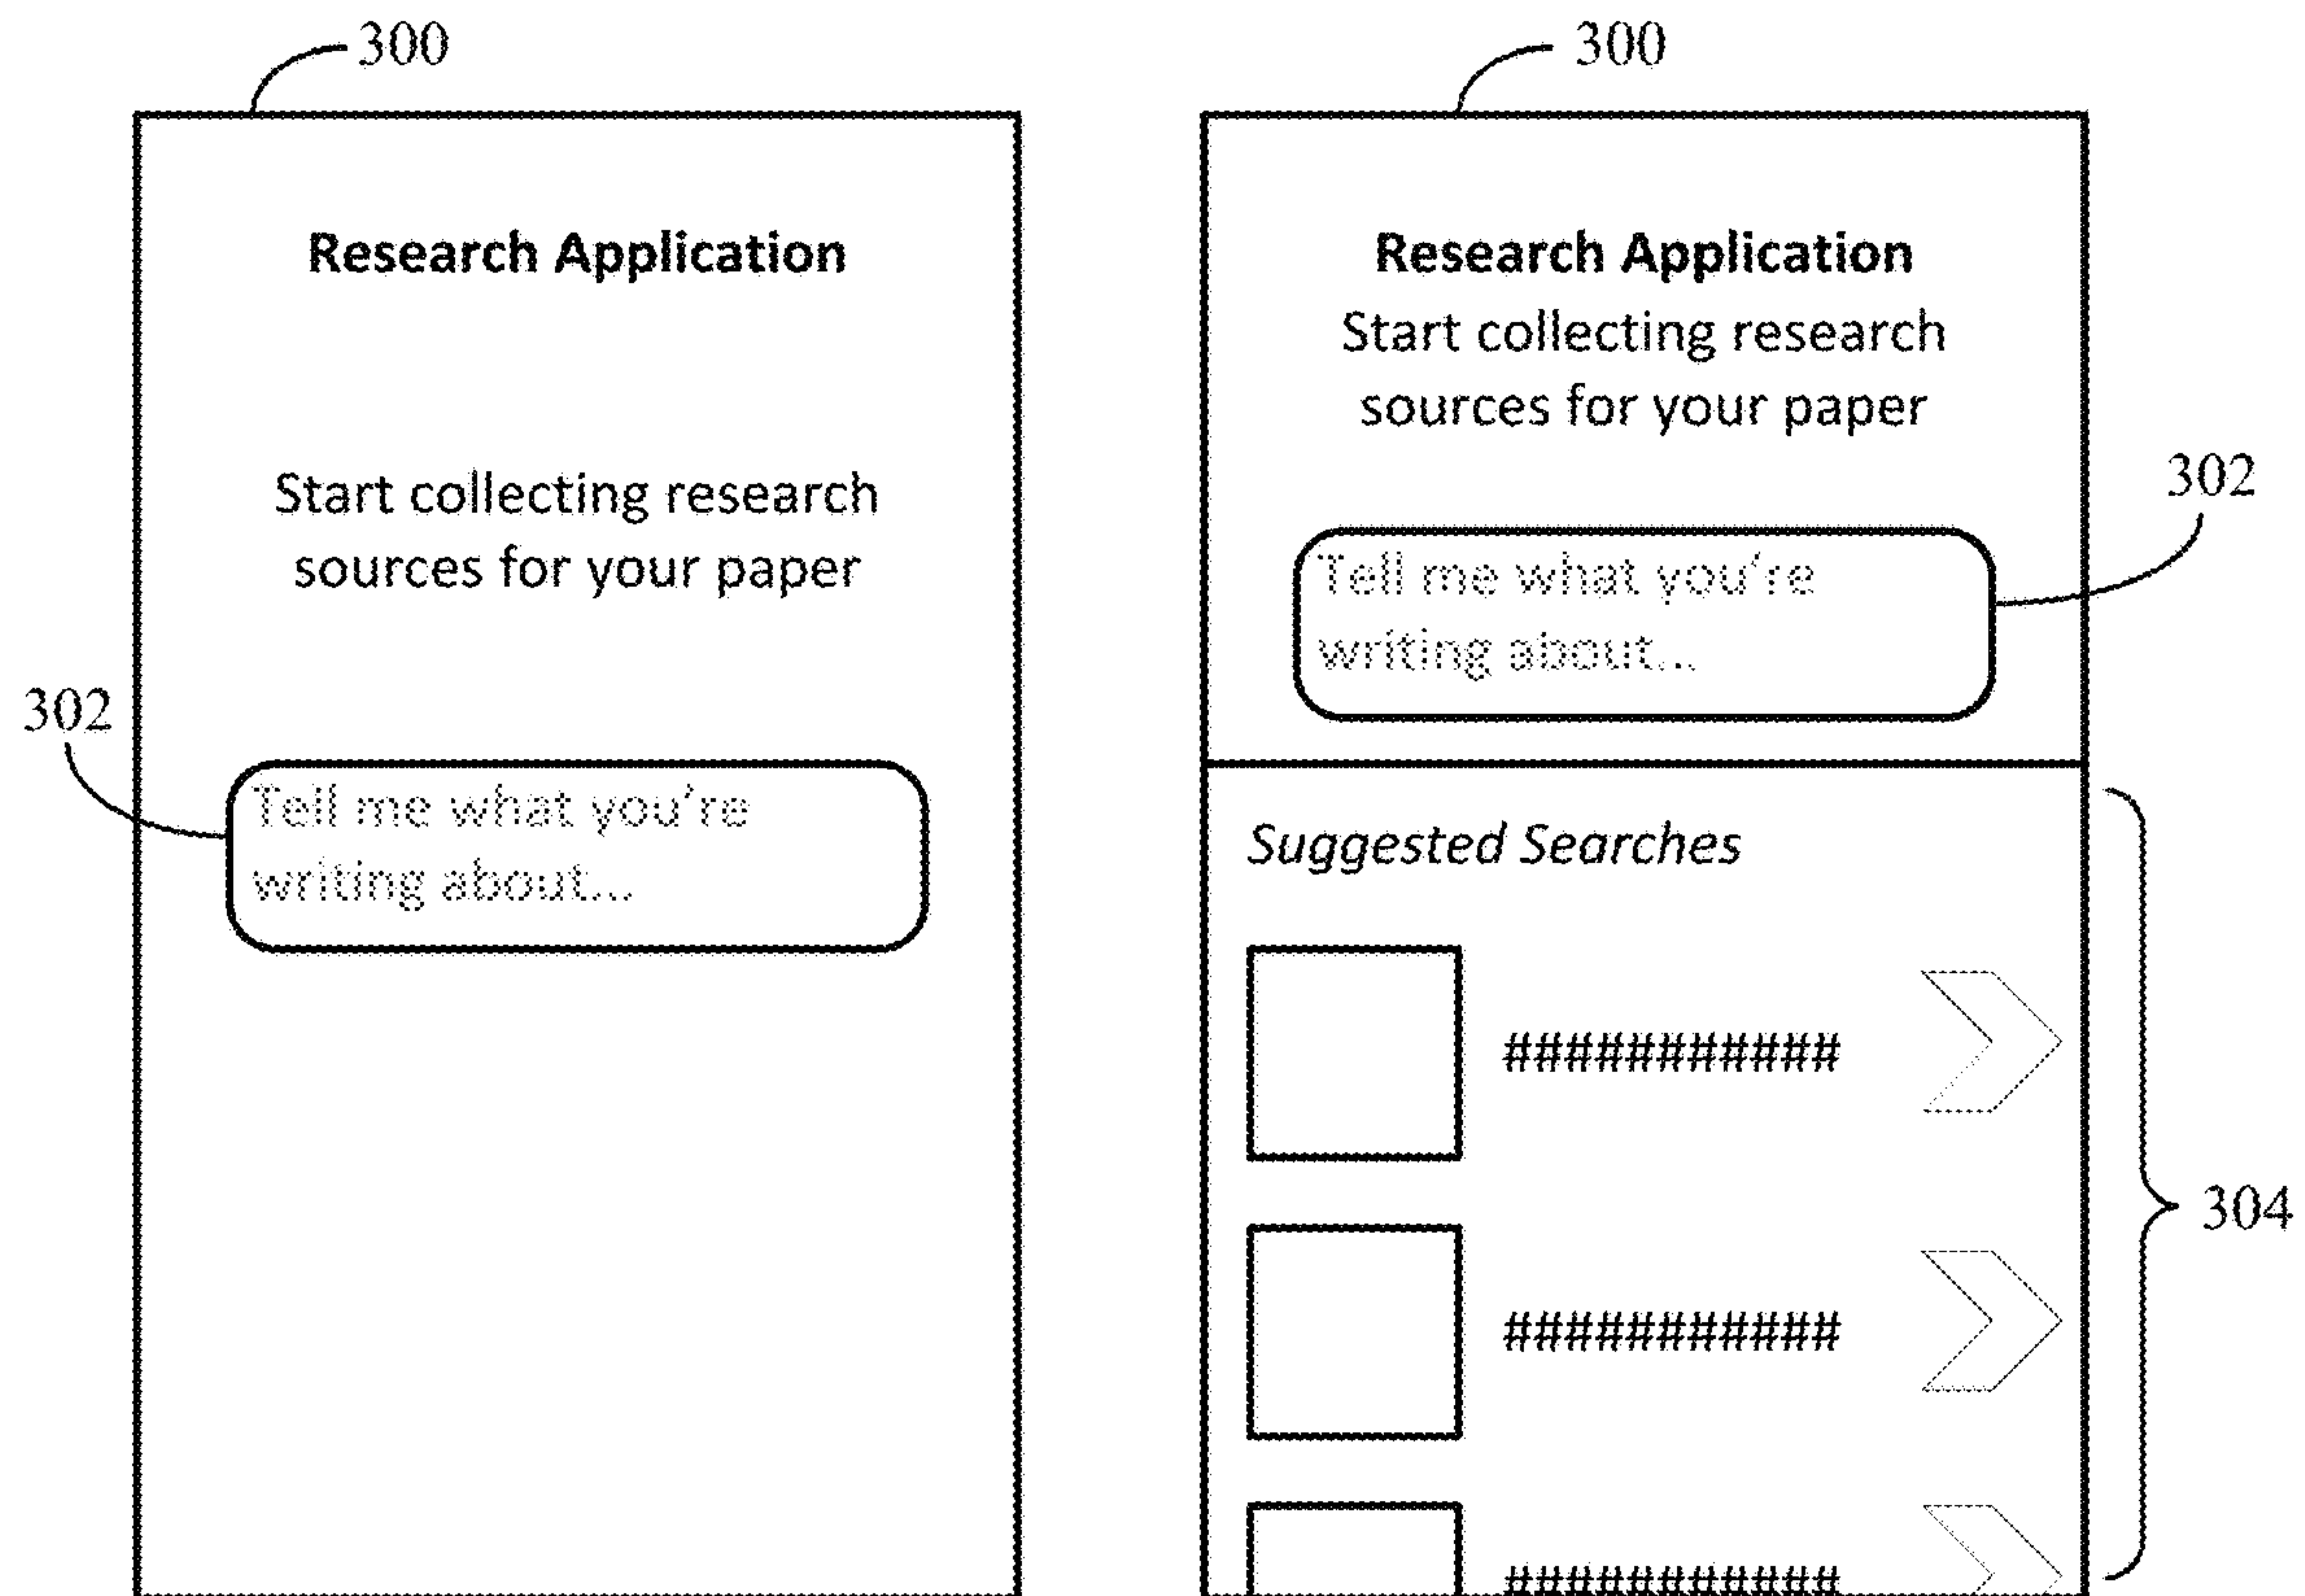 300
Research Application
Start collecting research
sources for your paper
302
Tell me what you're
writing about...
300
Research Application
Start collecting research
sources for your paper
302
Tell me what you're
writing about...
Suggested Searches
###########
###########
304
###########